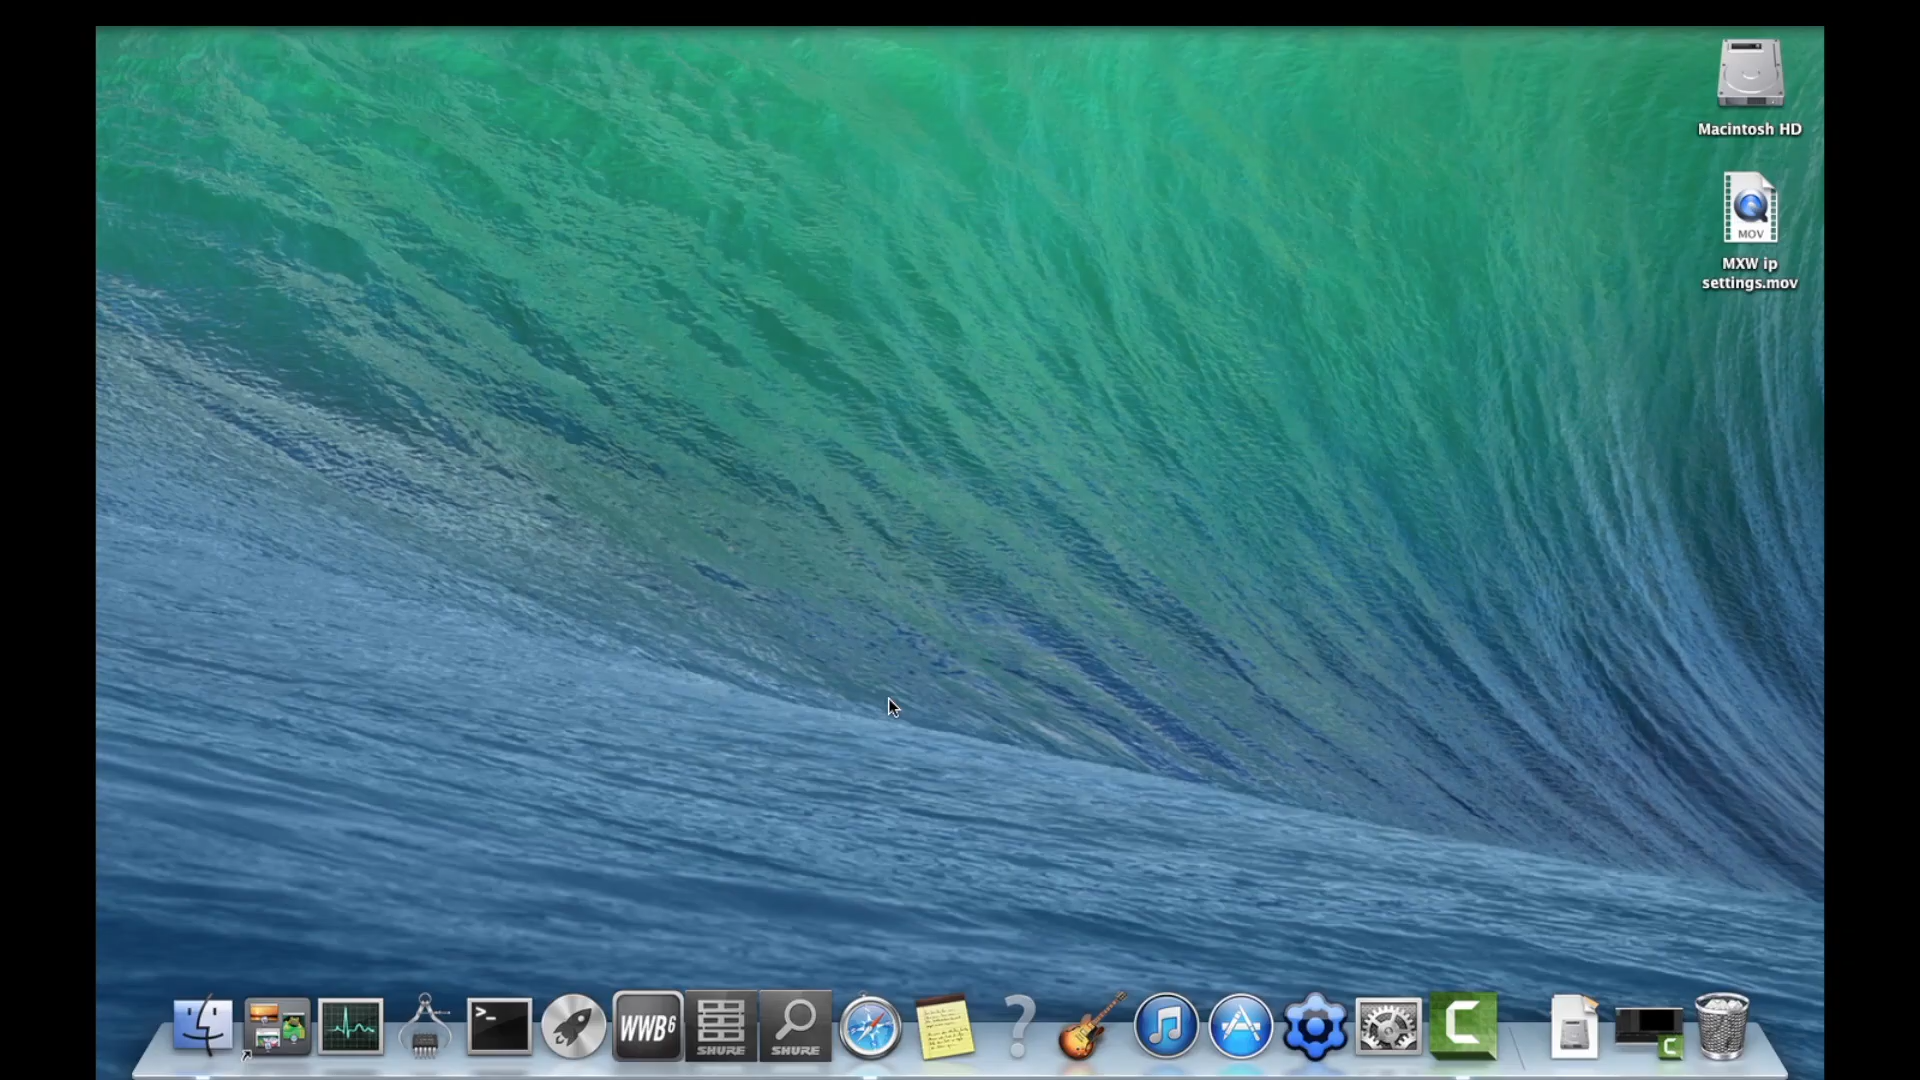 Macintosh HD
MOV
MXW ip
settings.mov
>_
WWB6
SHURE
SHURE